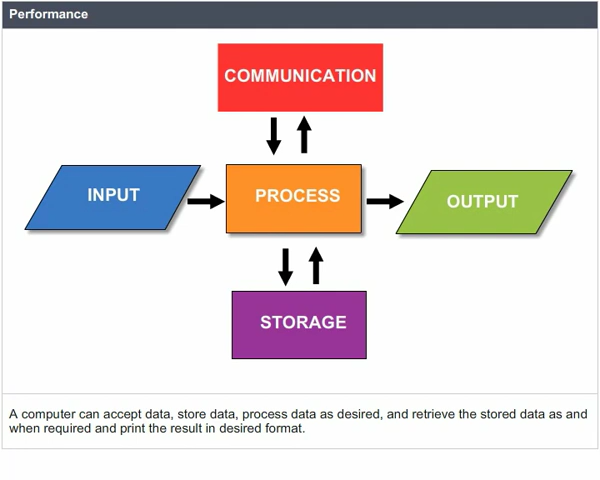 Performance
COMMUNICATION
INPUT
PROCESS
OUTPUT
STORAGE
A computer can accept data, store data, process data as desired, and retrieve the stored data as and
when required and print the result in desired format.